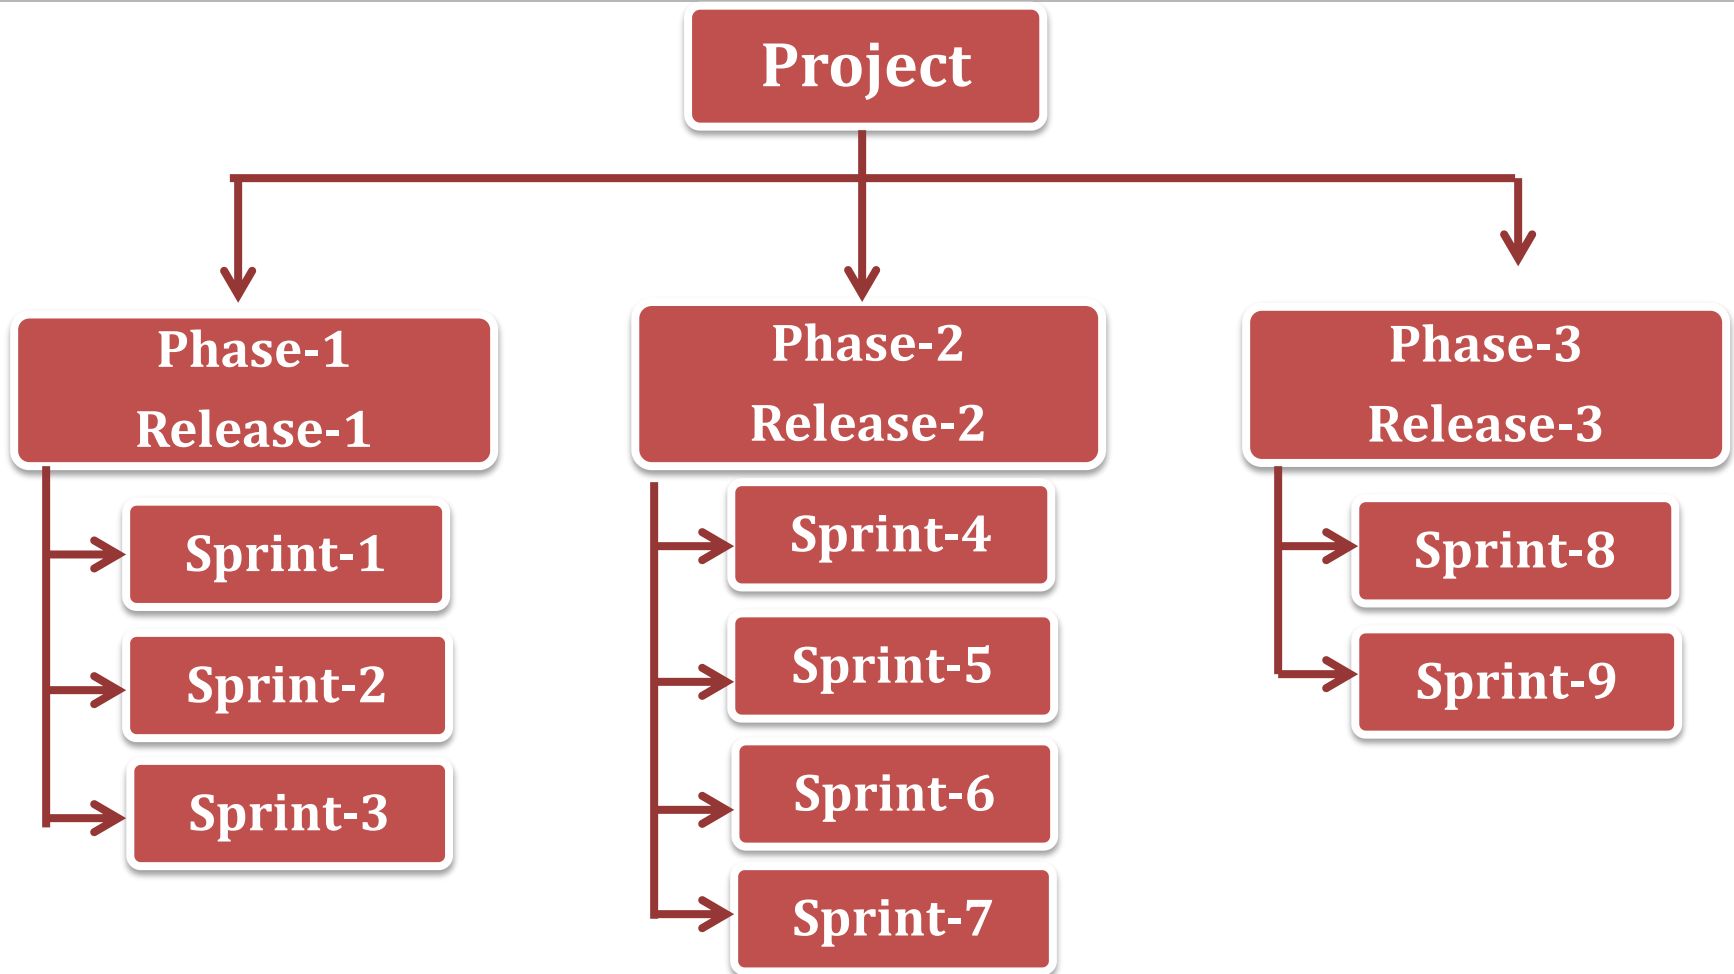 Project
Phase-1
Release-1
Sprint-1
Sprint-2
Sprint-3
Phase-2
Release-2
Sprint-4
Sprint-5
Sprint-6
Sprint-7
Phase-3
Release-3
Sprint-8
Sprint-9